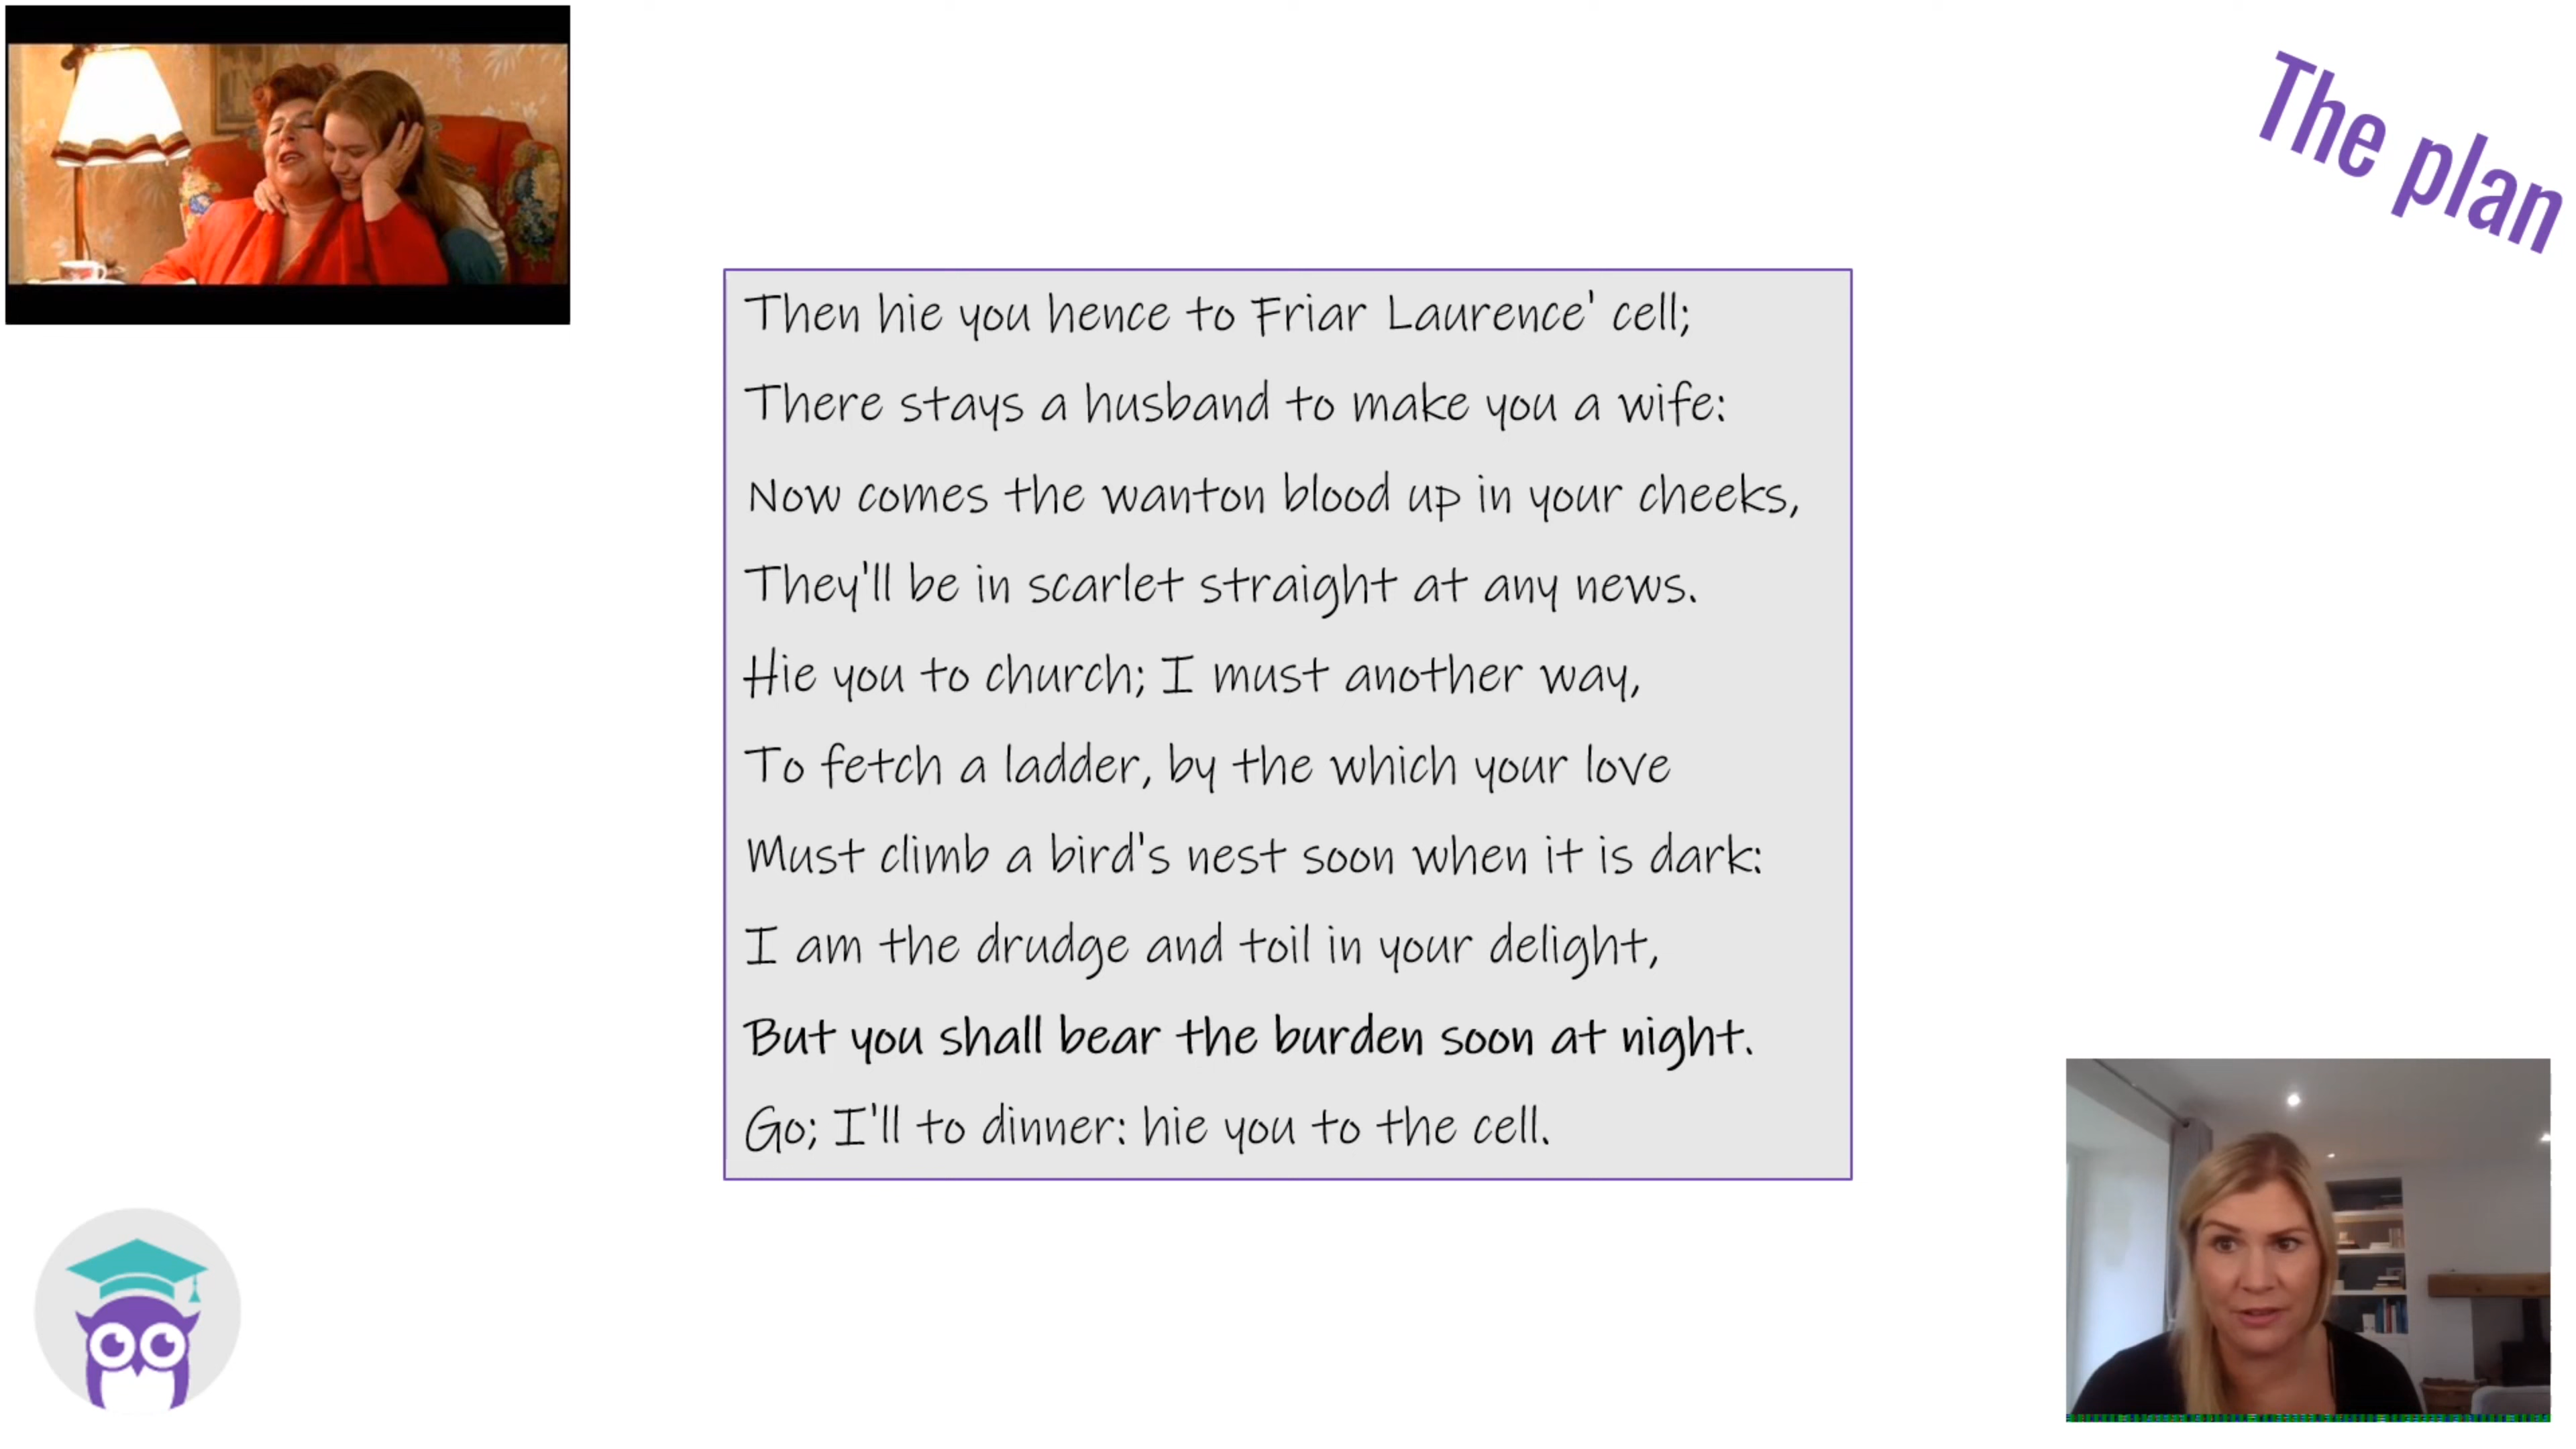 The plan
Then hie you hence to Friar Laurence' cell;
There stays a husband to make you a wife:
Now comes the wanton blood up in your cheeks,
They'll be in scarlet straight at any news.
Hie you to church; I must another way,
To fetch a ladder, by the which your love
Must climb a bird's nest soon when it is dark:
I am the drudge and toil in your delight,
But you shall bear the burden soon at night.
Go; I'll to dinner: hie you to the cell.